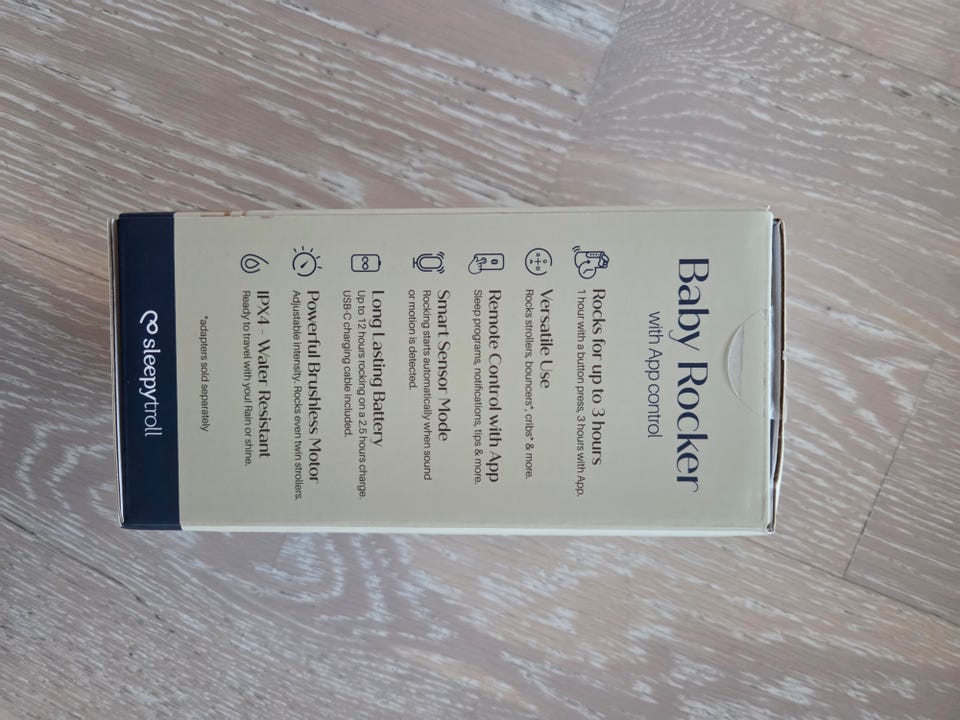 Baby Rocker
with App control
Rocks for up to 3 hours
1 hour with a button press, 3 hours with App.
Versatile Use
Rocks strollers, bouncers*, cribs* & more.
Remote Control with App
Sleep programs, notifications, tips & more.
Smart Sensor Mode
Rocking starts automatically when sound
or motion is detected.
Long Lasting Battery
Up to 12 hours rocking on a 2.5 hours charge.
USB-C charging cable included.
Powerful Brushless Motor
Adjustable intensity. Rocks even twin strollers.
IPX4 - Water Resistant
Ready to travel with you! Rain or shine.
*adapters sold separately
sleepytroll